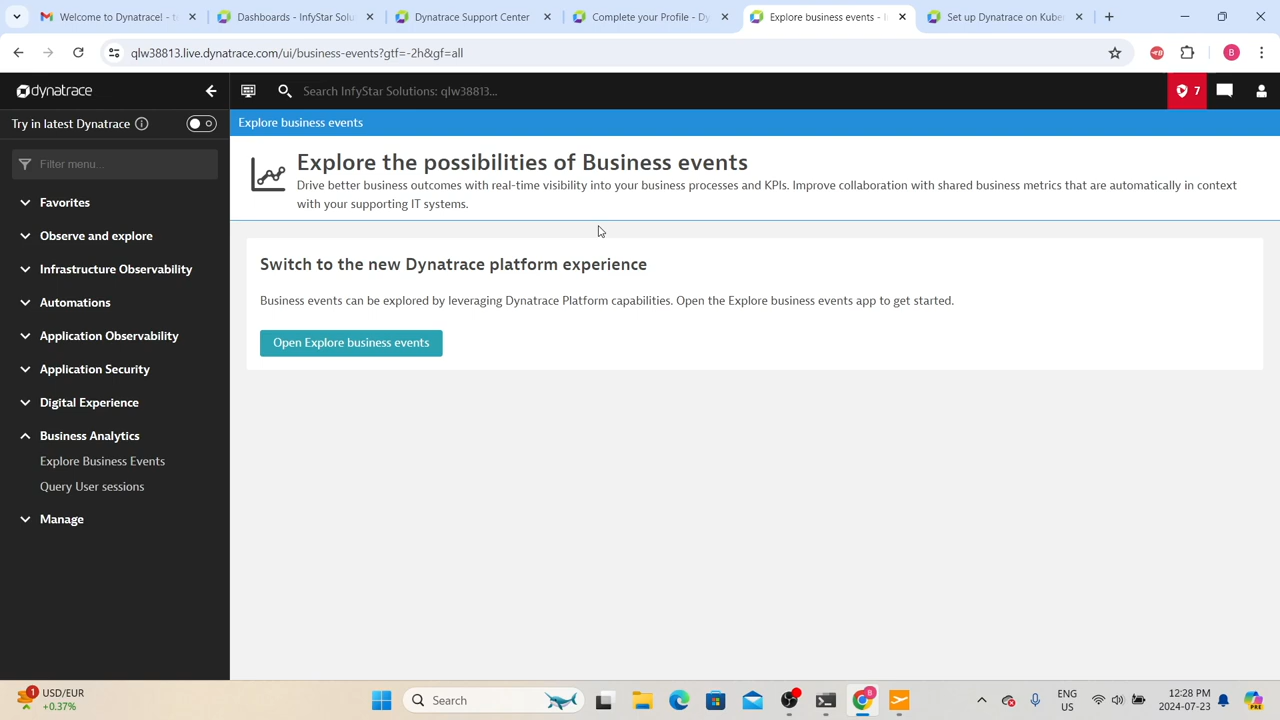 Welcome to Dynatrace! - t
Dashboards - InfyStar Solu
Dynatrace Support Center
Complete your Profile - Dy
Explore business events - I
Set up Dynatrace on Kube
qlw38813.live.dynatrace.com/ui/business-events?gtf=-2h&gf=all
B
dynatrace
Search InfyStar Solutions: qlw38813...
7
Try in latest Dynatrace
Explore business events
Filter menu...
Explore the possibilities of Business events
Drive better business outcomes with real-time visibility into your business processes and KPIs. Improve collaboration with shared business metrics that are automatically in context
with your supporting IT systems.
Favorites
Observe and explore
Infrastructure Observability
Automations
Application Observability
Application Security
Digital Experience
Business Analytics
Explore Business Events
Query User sessions
Manage
Switch to the new Dynatrace platform experience
Business events can be explored by leveraging Dynatrace Platform capabilities. Open the Explore business events app to get started.
Open Explore business events
1
USD/EUR
+0.37%
Search
B
ENG
US
12:28 PM
2024-07-23
PRE